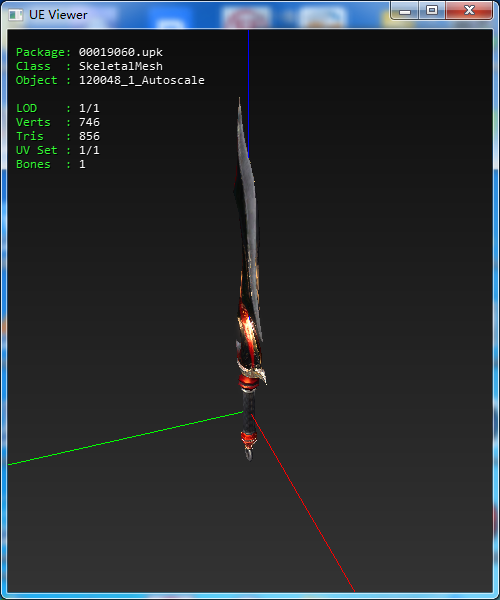 UE Viewer
Package: 00019060.upk
Class : SkeletalMesh
Object : 120048_1_Autoscale
LOD : 1/1
Verts : 746
Tris : 856
UV Set : 1/1
Bones : 1